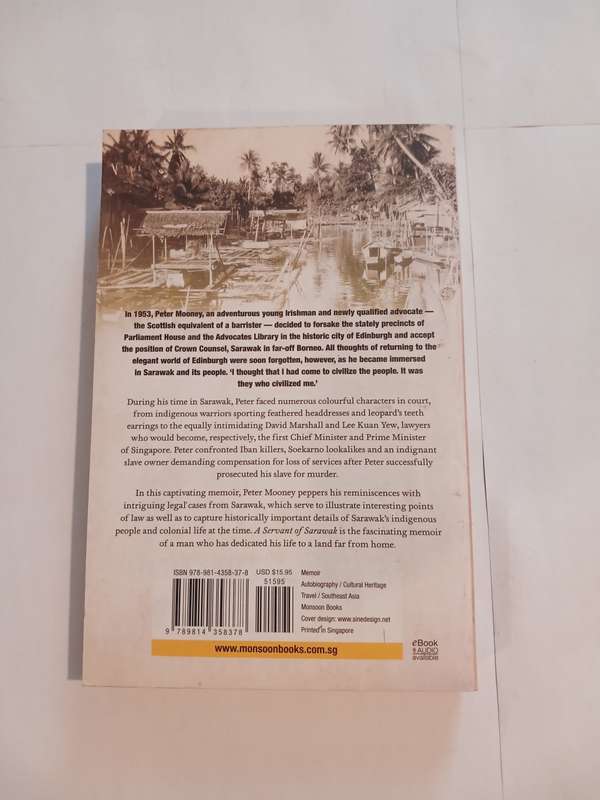 In 1953, Peter Mooney, an adventurous young Irishman and newly qualified advocate —
the Scottish equivalent of a barrister — decided to forsake the stately precincts of
Parliament House and the Advocates Library in the historic city of Edinburgh and accept
the position of Crown Counsel, Sarawak in far-off Borneo. All thoughts of returning to the
elegant world of Edinburgh were soon forgotten, however, as he became immersed
in Sarawak and its people. ‘I thought that I had come to civilize the people. It was
they who civilized me.’
During his time in Sarawak, Peter faced numerous colourful characters in court,
from indigenous warriors sporting feathered headdresses and leopard's teeth
earrings to the equally intimidating David Marshall and Lee Kuan Yew, lawyers
who would become, respectively, the first Chief Minister and Prime Minister
of Singapore. Peter confronted Iban killers, Soekarno lookalikes and an indignant
slave owner demanding compensation for loss of services after Peter successfully
prosecuted his slave for murder.
In this captivating memoir, Peter Mooney peppers his reminiscences with
intriguing legal cases from Sarawak, which serve to illustrate interesting points
of law as well as to capture historically important details of Sarawak's indigenous
people and colonial life at the time. A Servant of Sarawak is the fascinating memoir
of a man who has dedicated his life to a land far from home.
ISBN 978-981-4358-37-8 USD $15.95
51595
9 789814 358378
Memoir
Autobiography / Cultural Heritage
Travel / Southeast Asia
Monsoon Books
Cover design: www.sinedesign.net
Printed in Singapore
www.monsoonbooks.com.sg
eBook
& AUDIO
available